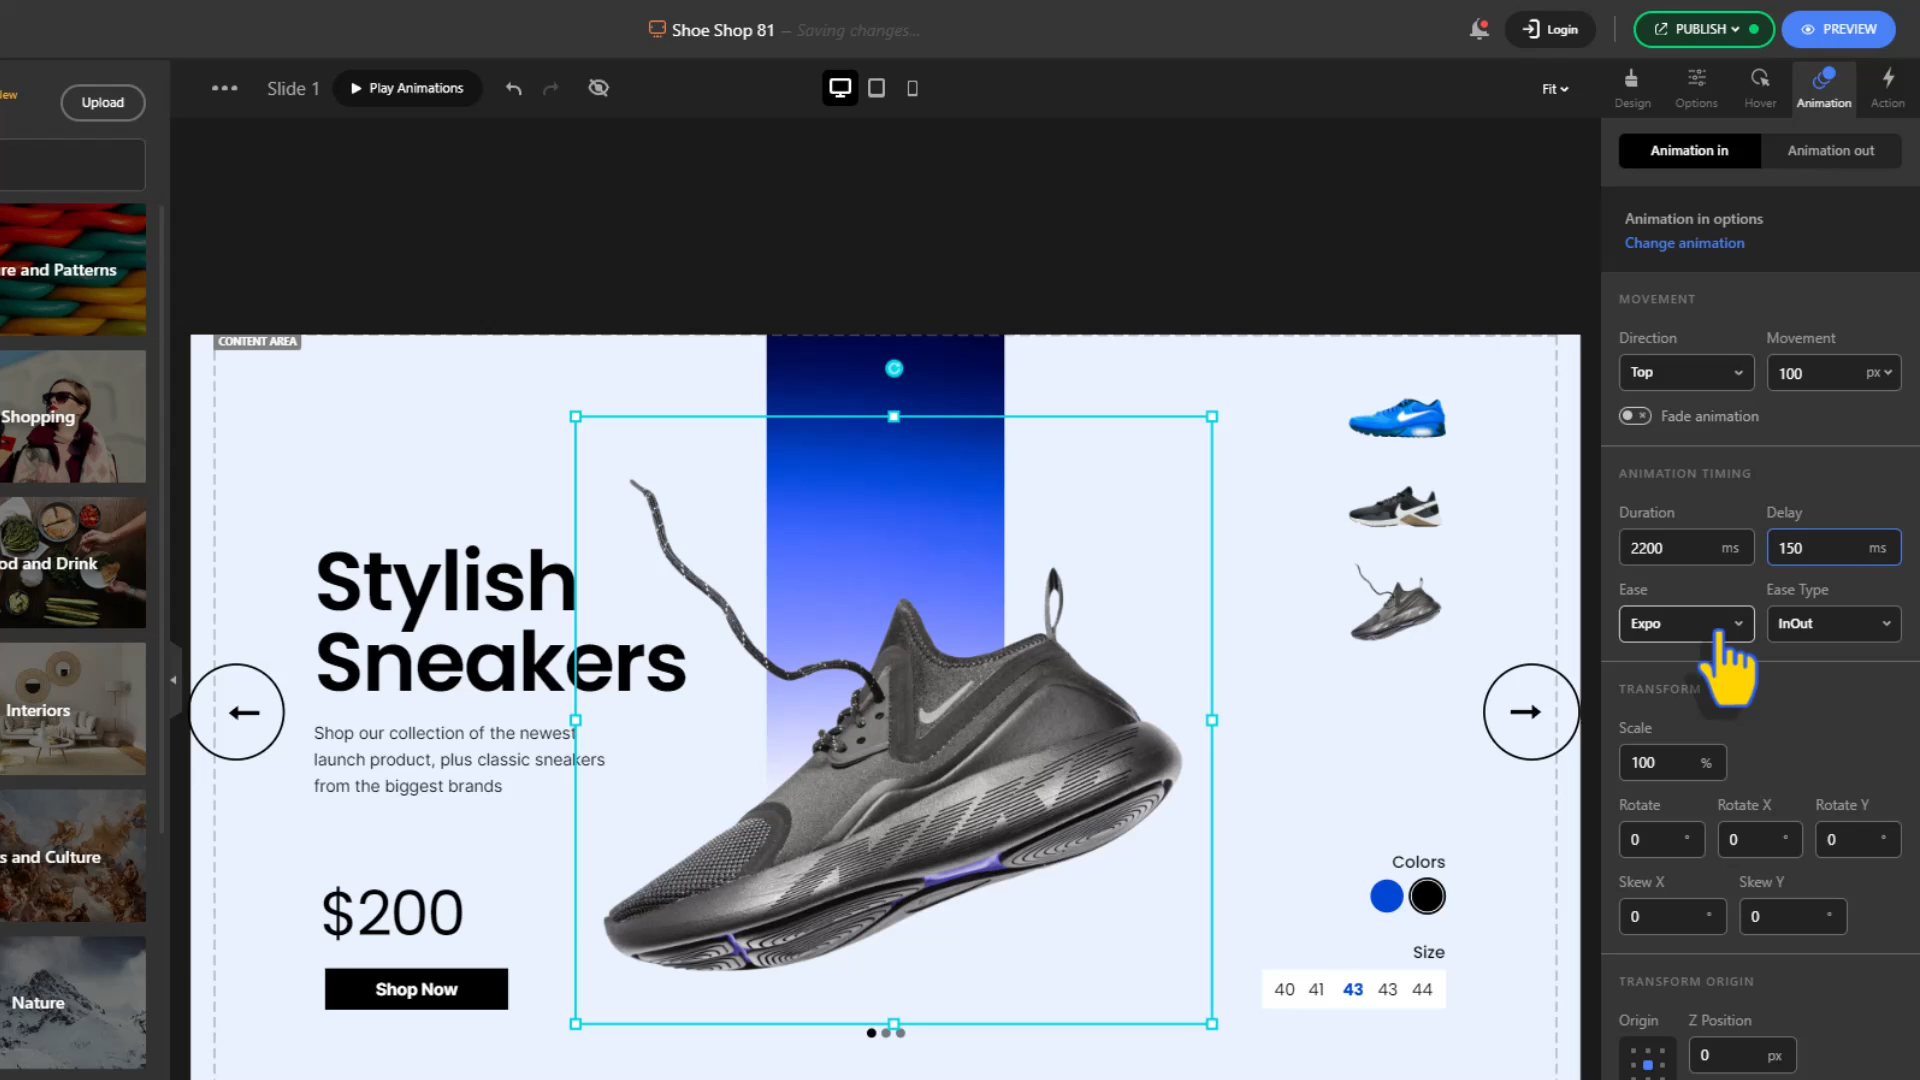 Shoe Shop 81 – Saving changes...
Login
PUBLISH
PREVIEW
Upload
Slide 1
Play Animations
Fit
Design
Options
Hover
Animation
Action
Animation in
Animation out
Animation in options
Change animation
MOVEMENT
Direction
Movement
Top
100
px
Fade animation
ANIMATION TIMING
Duration
Delay
2200
ms
150
ms
Ease
Ease Type
Expo
InOut
TRANSFORM
Scale
100
%
Rotate
Rotate X
Rotate Y
0
°
0
°
0
°
Skew X
Skew Y
0
°
0
°
TRANSFORM ORIGIN
Origin
Z Position
0
px
re and Patterns
Shopping
od and Drink
Interiors
s and Culture
Nature
CONTENT AREA
Stylish
Sneakers
Shop our collection of the newest
launch product, plus classic sneakers
from the biggest brands
$200
Shop Now
Colors
Size
40 41 43 43 44